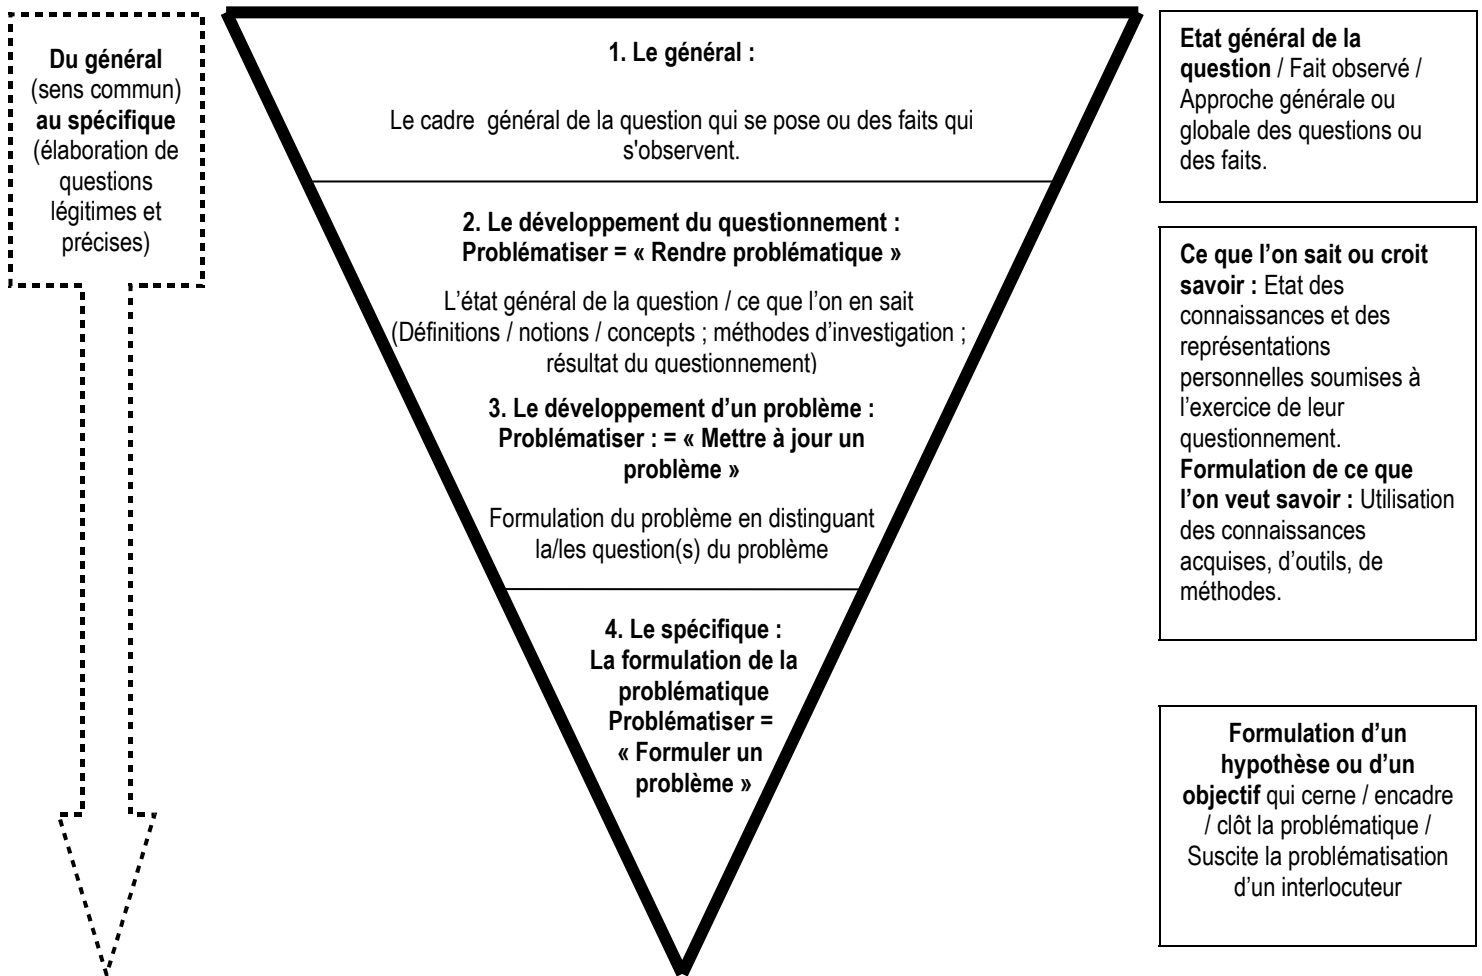 Du général
(sens commun)
au spécifique
(élaboration de
questions
légitimes et
précises)
1. Le général :
Le cadre  général de la question qui se pose ou des faits qui
s'observent.
2. Le développement du questionnement :
Problématiser = « Rendre problématique »
L’état général de la question / ce que l’on en sait
(Définitions / notions / concepts ; méthodes d’investigation ;
résultat du questionnement)
3. Le développement d’un problème :
Problématiser : = « Mettre à jour un
problème »
Formulation du problème en distinguant
la/les question(s) du problème
4. Le spécifique :
La formulation de la
problématique
Problématiser =
« Formuler un
problème »
Etat général de la
question / Fait observé /
Approche générale ou
globale des questions ou
des faits.
Ce que l’on sait ou croit
savoir : Etat des
connaissances et des
représentations
personnelles soumises à
l’exercice de leur
questionnement.
Formulation de ce que
l’on veut savoir : Utilisation
des connaissances
acquises, d’outils, de
méthodes.
Formulation d’un
hypothèse ou d’un
objectif qui cerne / encadre
/ clôt la problématique /
Suscite la problématisation
d’un interlocuteur